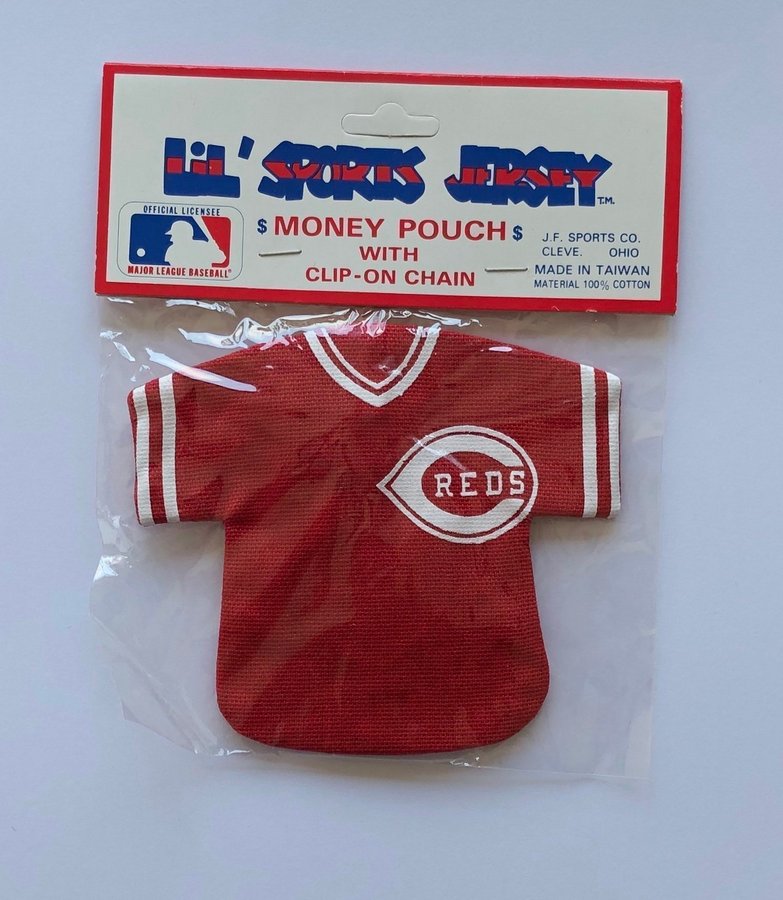 LiL' SPORTS JERSEY T.M.
OFFICIAL LICENSEE
MAJOR LEAGUE BASEBALL®
$ MONEY POUCH $
WITH
CLIP-ON CHAIN
J.F. SPORTS CO.
CLEVE. OHIO
MADE IN TAIWAN
MATERIAL 100% COTTON
REDS